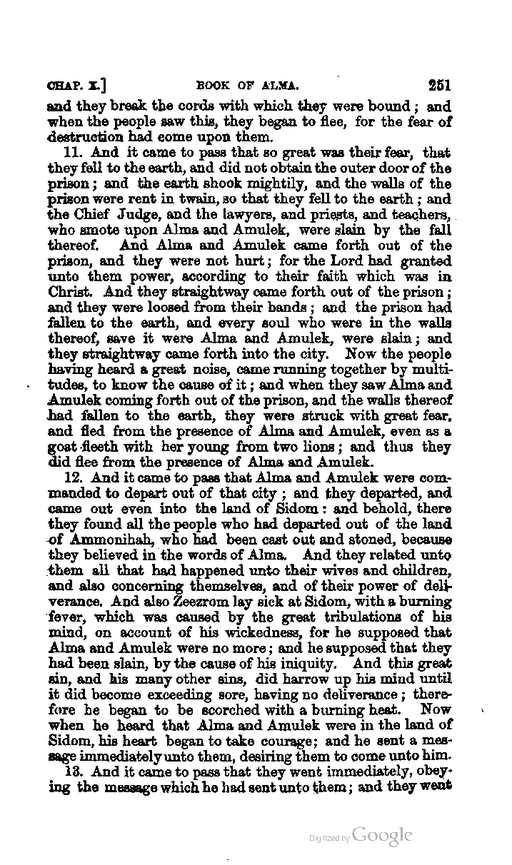 CHAP. X.] BOOK OF ALMA. 251
and they break the cords with which they were bound; and
when the people saw this, they began to flee, for the fear of
destruction had come upon them.
11. And it came to pass that so great was their fear, that
they fell to the earth, and did not obtain the outer door of the
prison; and the earth shook mightily, and the walls of the
prison were rent in twain, so that they fell to the earth; and
the Chief Judge, and the lawyers, and priests, and teachers,
who smote upon Alma and Amulek, were slain by the fall
thereof. And Alma and Amulek came forth out of the
prison, and they were not hurt; for the Lord had granted
unto them power, according to their faith which was in
Christ. And they straightway came forth out of the prison;
and they were loosed from their bands; and the prison had
fallen to the earth, and every soul who were in the walls
thereof, save it were Alma and Amulek, were slain; and
they straightway came forth into the city. Now the people
having heard a great noise, came running together by multi-
tudes, to know the cause of it; and when they saw Alma and
Amulek coming forth out of the prison, and the walls thereof
had fallen to the earth, they were struck with great fear,
and fled from the presence of Alma and Amulek, even as a
goat fleeth with her young from two lions; and thus they
did flee from the presence of Alma and Amulek.
12. And it came to pass that Alma and Amulek were com-
manded to depart out of that city; and they departed, and
came out even into the land of Sidom: and behold, there
they found all the people who had departed out of the land
of Ammonihah, who had been cast out and stoned, because
they believed in the words of Alma. And they related unto
them all that had happened unto their wives and children,
and also concerning themselves, and of their power of deli-
verance. And also Zeezrom lay sick at Sidom, with a burning
fever, which was caused by the great tribulations of his
mind, on account of his wickedness, for he supposed that
Alma and Amulek were no more; and he supposed that they
had been slain, by the cause of his iniquity. And this great
sin, and his many other sins, did harrow up his mind until
it did become exceeding sore, having no deliverance; there-
fore he began to be scorched with a burning heat. Now
when he heard that Alma and Amulek were in the land of
Sidom, his heart began to take courage; and he sent a mes-
sage immediately unto them, desiring them to come unto him.
13. And it came to pass that they went immediately, obey-
ing the message which he had sent unto them; and they went
Digitized by Google